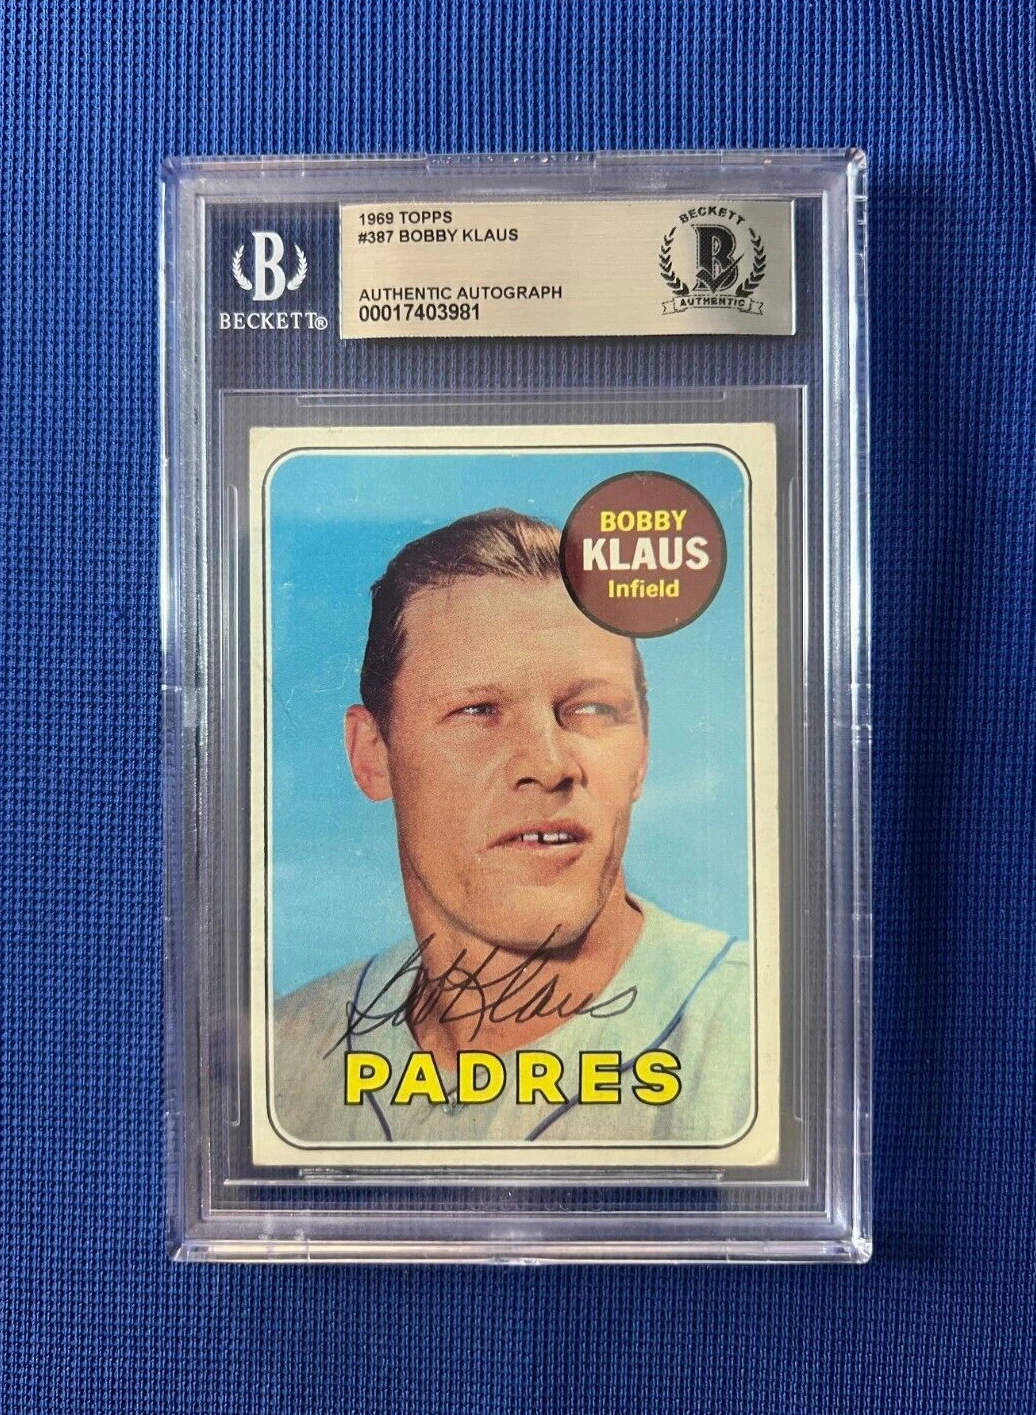 1969 TOPPS
#387 BOBBY KLAUS
AUTHENTIC AUTOGRAPH
00017403981
B
BECKETT®
BECKETT
B
AUTHENTIC
BOBBY
KLAUS
Infield
Bob Klaus
PADRES